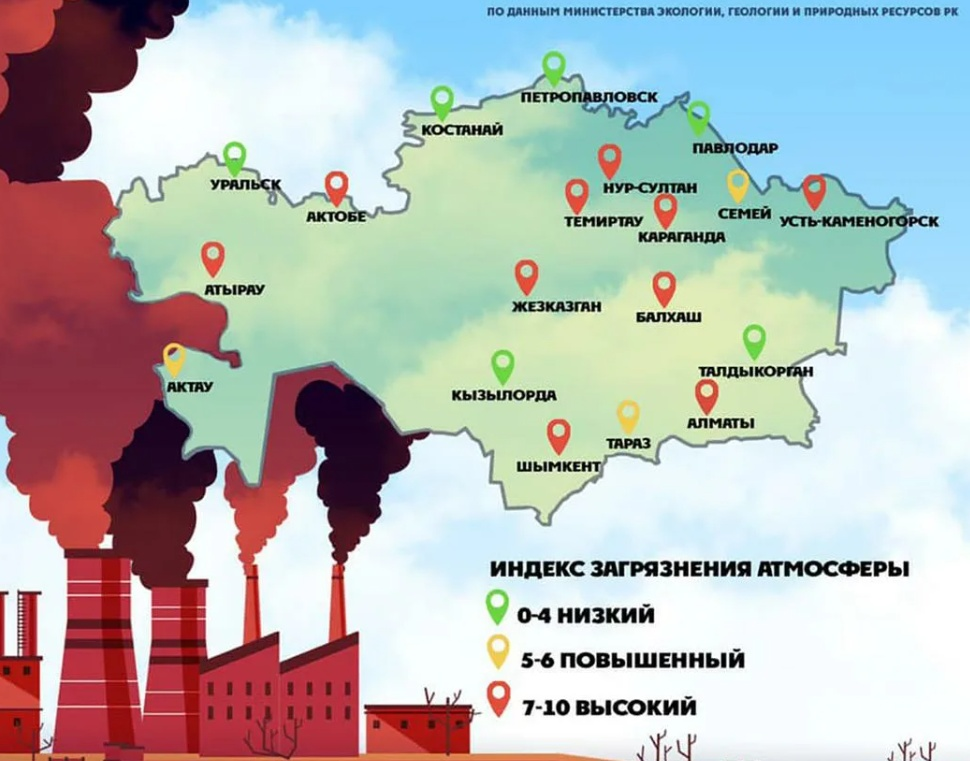 ПО ДАННЫМ МИНИСТЕРСТВА ЭКОЛОГИИ, ГЕОЛОГИИ И ПРИРОДНЫХ РЕСУРСОВ РК
ПЕТРОПАВЛОВСК
КОСТАНАЙ
ПАВЛОДАР
УРАЛЬСК
НУР-СУЛТАН
АКТОБЕ
ТЕМИРТАУ
СЕМЕЙ
УСТЬ-КАМЕНОГОРСК
КАРАГАНДА
АТЫРАУ
ЖЕЗКАЗГАН
БАЛХАШ
ТАЛДЫКОРГАН
АКТАУ
КЫЗЫЛОРДА
АЛМАТЫ
ТАРАЗ
ШЫМКЕНТ
ИНДЕКС ЗАГРЯЗНЕНИЯ АТМОСФЕРЫ
0-4 НИЗКИЙ
5-6 ПОВЫШЕННЫЙ
7-10 ВЫСОКИЙ